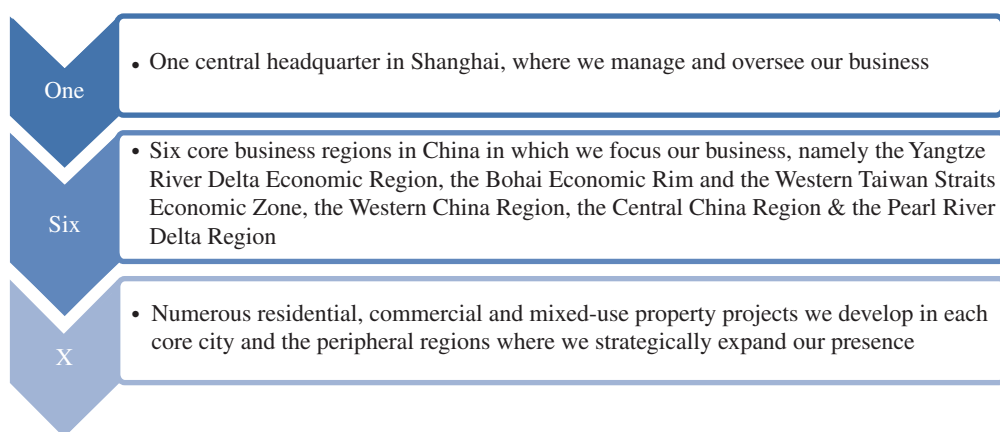 One
• One central headquarter in Shanghai, where we manage and oversee our business
Six
• Six core business regions in China in which we focus our business, namely the Yangtze
River Delta Economic Region, the Bohai Economic Rim and the Western Taiwan Straits
Economic Zone, the Western China Region, the Central China Region & the Pearl River
Delta Region
X
• Numerous residential, commercial and mixed-use property projects we develop in each
core city and the peripheral regions where we strategically expand our presence